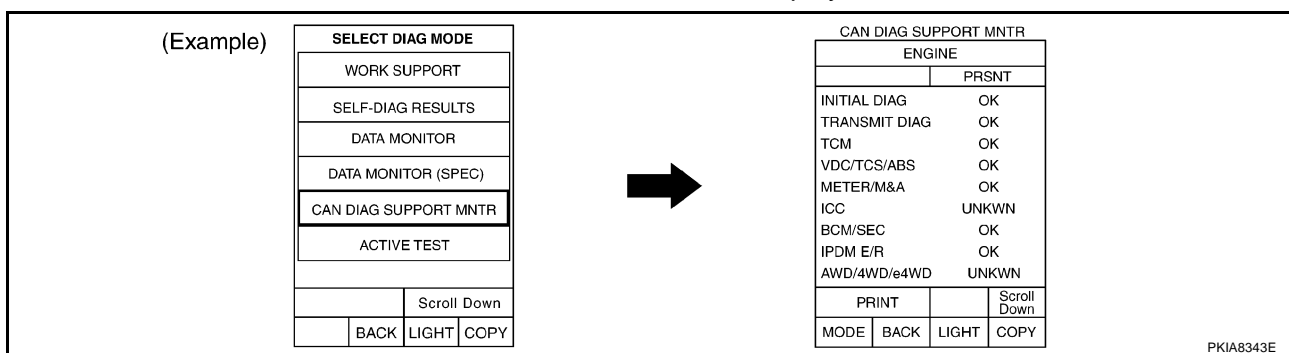 (Example)
SELECT DIAG MODE
WORK SUPPORT
SELF-DIAG RESULTS
DATA MONITOR
DATA MONITOR (SPEC)
CAN DIAG SUPPORT MNTR
ACTIVE TEST
Scroll Down
BACK LIGHT COPY
CAN DIAG SUPPORT MNTR
ENGINE
PRSNT
INITIAL DIAG OK
TRANSMIT DIAG OK
TCM OK
VDC/TCS/ABS OK
METER/M&A OK
ICC UNKWN
BCM/SEC OK
IPDM E/R OK
AWD/4WD/e4WD UNKWN
PRINT Scroll
Down
MODE BACK LIGHT COPY
PKIA8343E